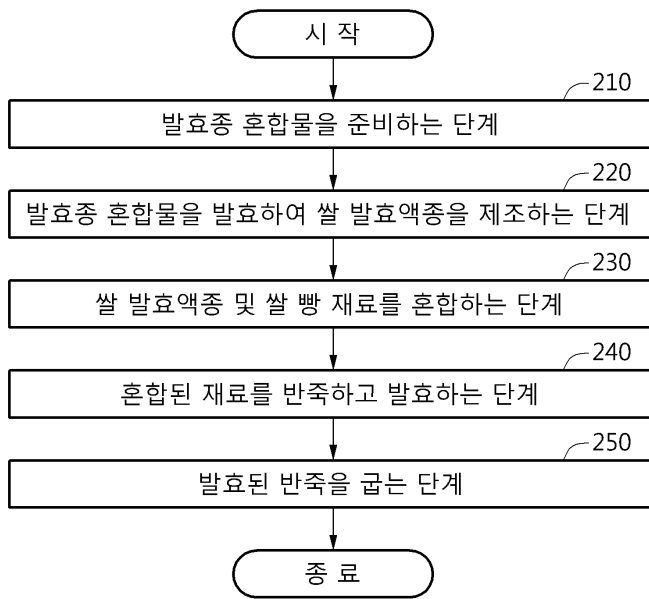 시 작
210
발효종 혼합물을 준비하는 단계
220
발효종 혼합물을 발효하여 쌀 발효액종을 제조하는 단계
230
쌀 발효액종 및 쌀 빵 재료를 혼합하는 단계
240
혼합된 재료를 반죽하고 발효하는 단계
250
발효된 반죽을 굽는 단계
종 료